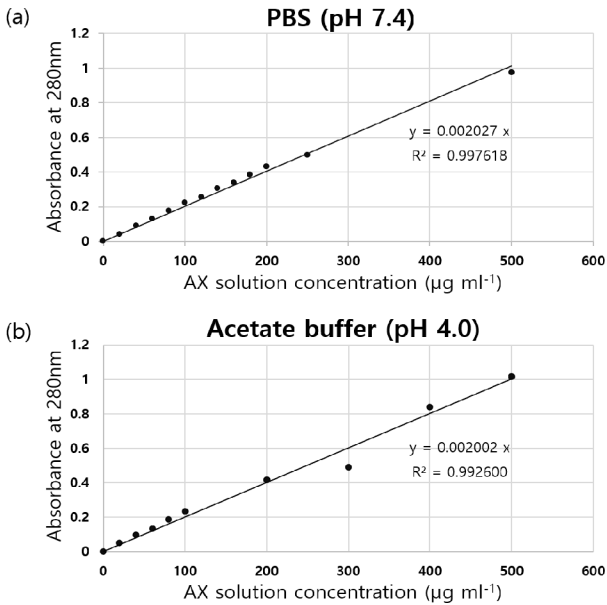 (a)
PBS (pH 7.4)
Absorbance at 280nm
1.2
1
0.8
0.6
0.4
0.2
0
y = 0.002027 x
R² = 0.997618
0 100 200 300 400 500 600
AX solution concentration (µg ml⁻¹)
(b)
Acetate buffer (pH 4.0)
Absorbance at 280nm
1.2
1
0.8
0.6
0.4
0.2
0
y = 0.002002 x
R² = 0.992600
0 100 200 300 400 500 600
AX solution concentration (µg ml⁻¹)